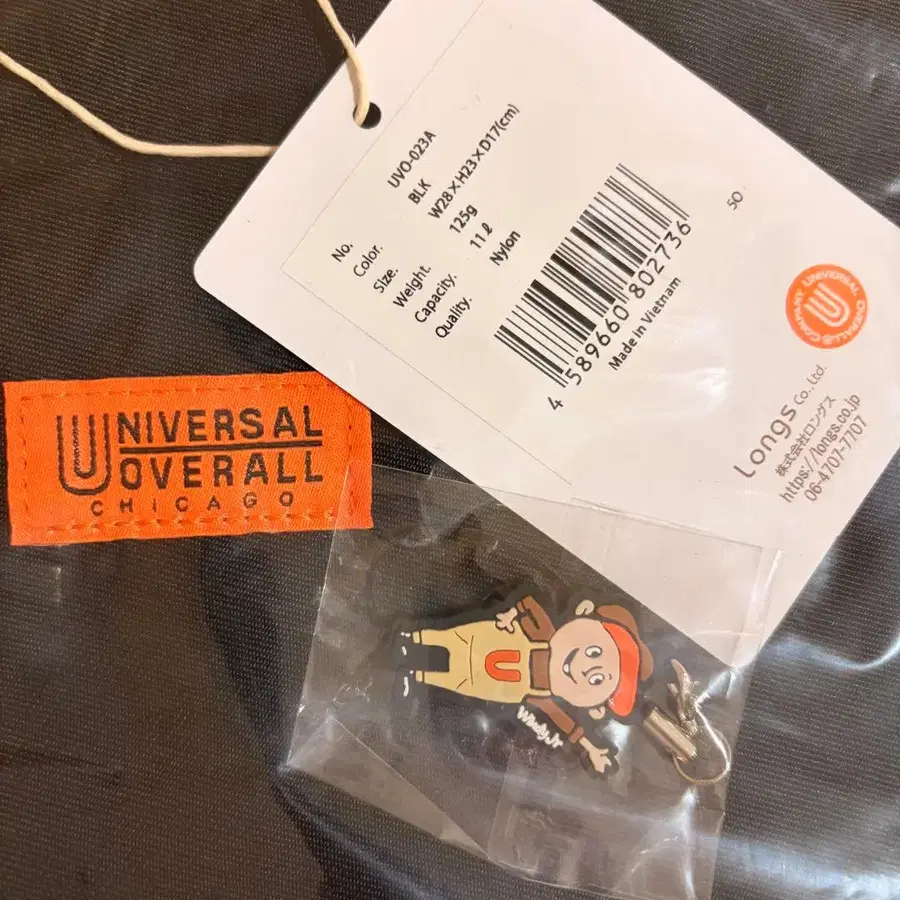 No. UVO-023A
Color. BLK
Size. W28×H23×D17(cm)
Weight. 125g
Capacity. 11ℓ
Quality. Nylon
4 589660 802736
Made in Vietnam
50
UNIVERSAL OVERALL® COMPANY
U
Longs Co., Ltd.
株式会社ロングス
https://longs.co.jp
06-4707-7707
UNIVERSAL
OVERALL
CHICAGO
U
Windy Jr